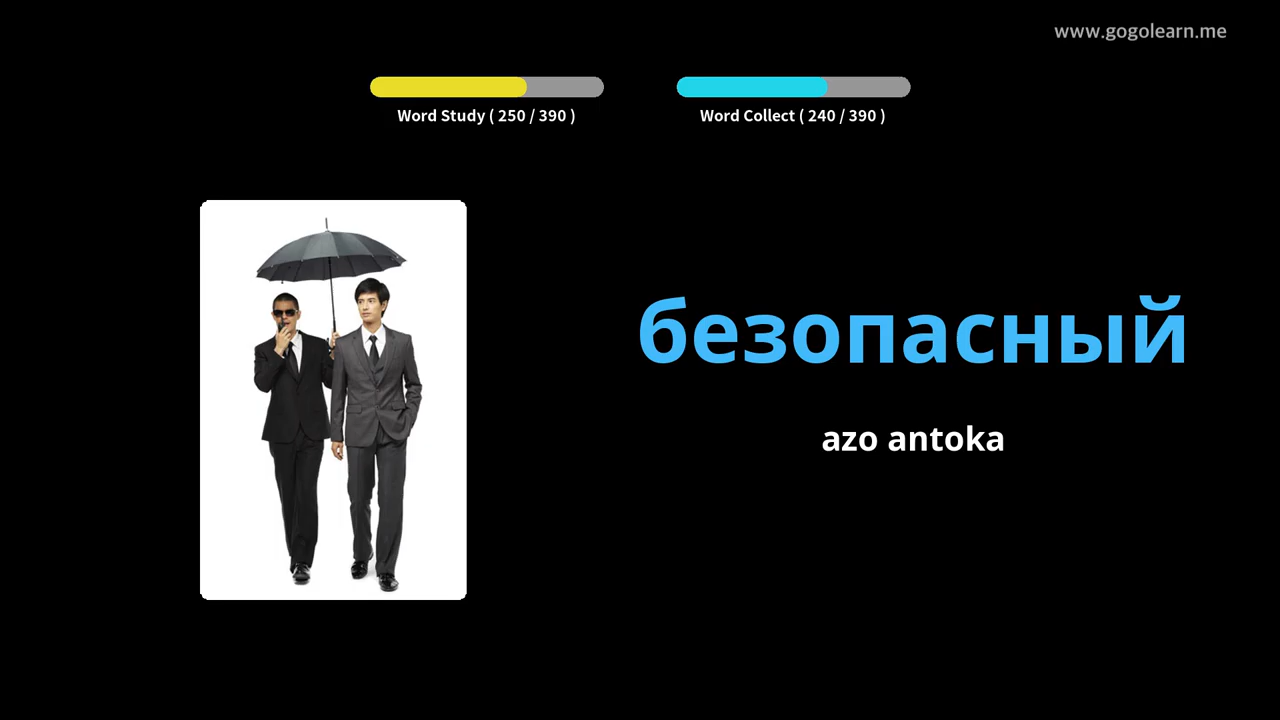 www.gogolearn.me
Word Study ( 250 / 390 )
Word Collect ( 240 / 390 )
безопасный
azo antoka